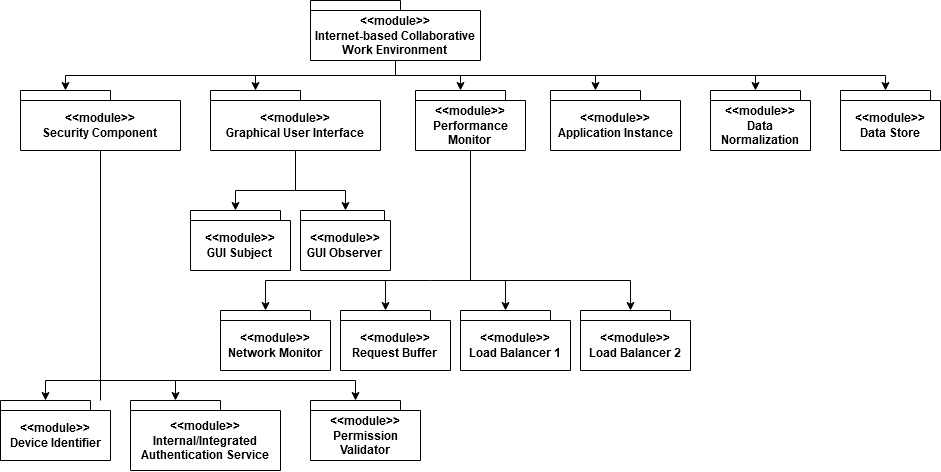 <<module>>
Internet-based Collaborative
Work Environment
<<module>>
Security Component
<<module>>
Graphical User Interface
<<module>>
Performance
Monitor
<<module>>
Application Instance
<<module>>
Data
Normalization
<<module>>
Data Store
<<module>>
GUI Subject
<<module>>
GUI Observer
<<module>>
Network Monitor
<<module>>
Request Buffer
<<module>>
Load Balancer 1
<<module>>
Load Balancer 2
<<module>>
Device Identifier
<<module>>
Internal/Integrated
Authentication Service
<<module>>
Permission
Validator